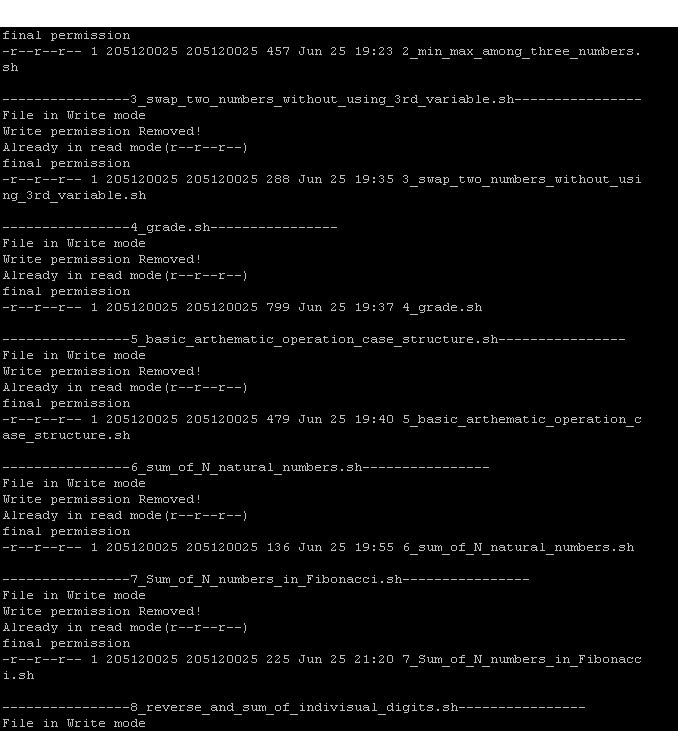 final permission
-r--r--r-- 1 205120025 205120025 457 Jun 25 19:23 2_min_max_among_three_numbers.
sh
----------------3_swap_two_numbers_without_using_3rd_variable.sh----------------
File in Write mode
Write permission Removed!
Already in read mode(r--r--r--)
final permission
-r--r--r-- 1 205120025 205120025 288 Jun 25 19:35 3_swap_two_numbers_without_usi
ng_3rd_variable.sh
----------------4_grade.sh----------------
File in Write mode
Write permission Removed!
Already in read mode(r--r--r--)
final permission
-r--r--r-- 1 205120025 205120025 799 Jun 25 19:37 4_grade.sh
----------------5_basic_arthematic_operation_case_structure.sh----------------
File in Write mode
Write permission Removed!
Already in read mode(r--r--r--)
final permission
-r--r--r-- 1 205120025 205120025 479 Jun 25 19:40 5_basic_arthematic_operation_c
ase_structure.sh
----------------6_sum_of_N_natural_numbers.sh----------------
File in Write mode
Write permission Removed!
Already in read mode(r--r--r--)
final permission
-r--r--r-- 1 205120025 205120025 136 Jun 25 19:55 6_sum_of_N_natural_numbers.sh
----------------7_Sum_of_N_numbers_in_Fibonacci.sh----------------
File in Write mode
Write permission Removed!
Already in read mode(r--r--r--)
final permission
-r--r--r-- 1 205120025 205120025 225 Jun 25 21:20 7_Sum_of_N_numbers_in_Fibonacc
i.sh
----------------8_reverse_and_sum_of_indivisual_digits.sh----------------
File in Write mode